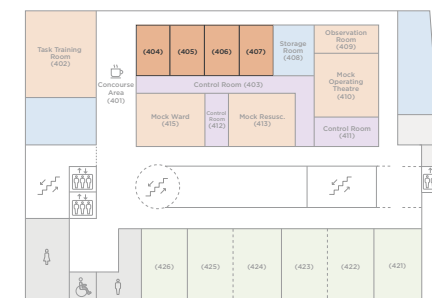 Task Training
Room
(402)
Concourse
Area
(401)
(404)
(405)
(406)
(407)
Storage
Room
(408)
Observation
Room
(409)
Control Room (403)
Mock
Operating
Theatre
(410)
Mock Ward
(415)
Control
Room
(412)
Mock Resusc.
(413)
Control Room
(411)
(426)
(425)
(424)
(423)
(422)
(421)